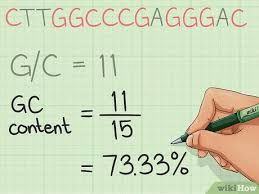 CTTGGCCCGAGGGAC
G/C = 11
GC content = 11/15
= 73.33%
wikiHow